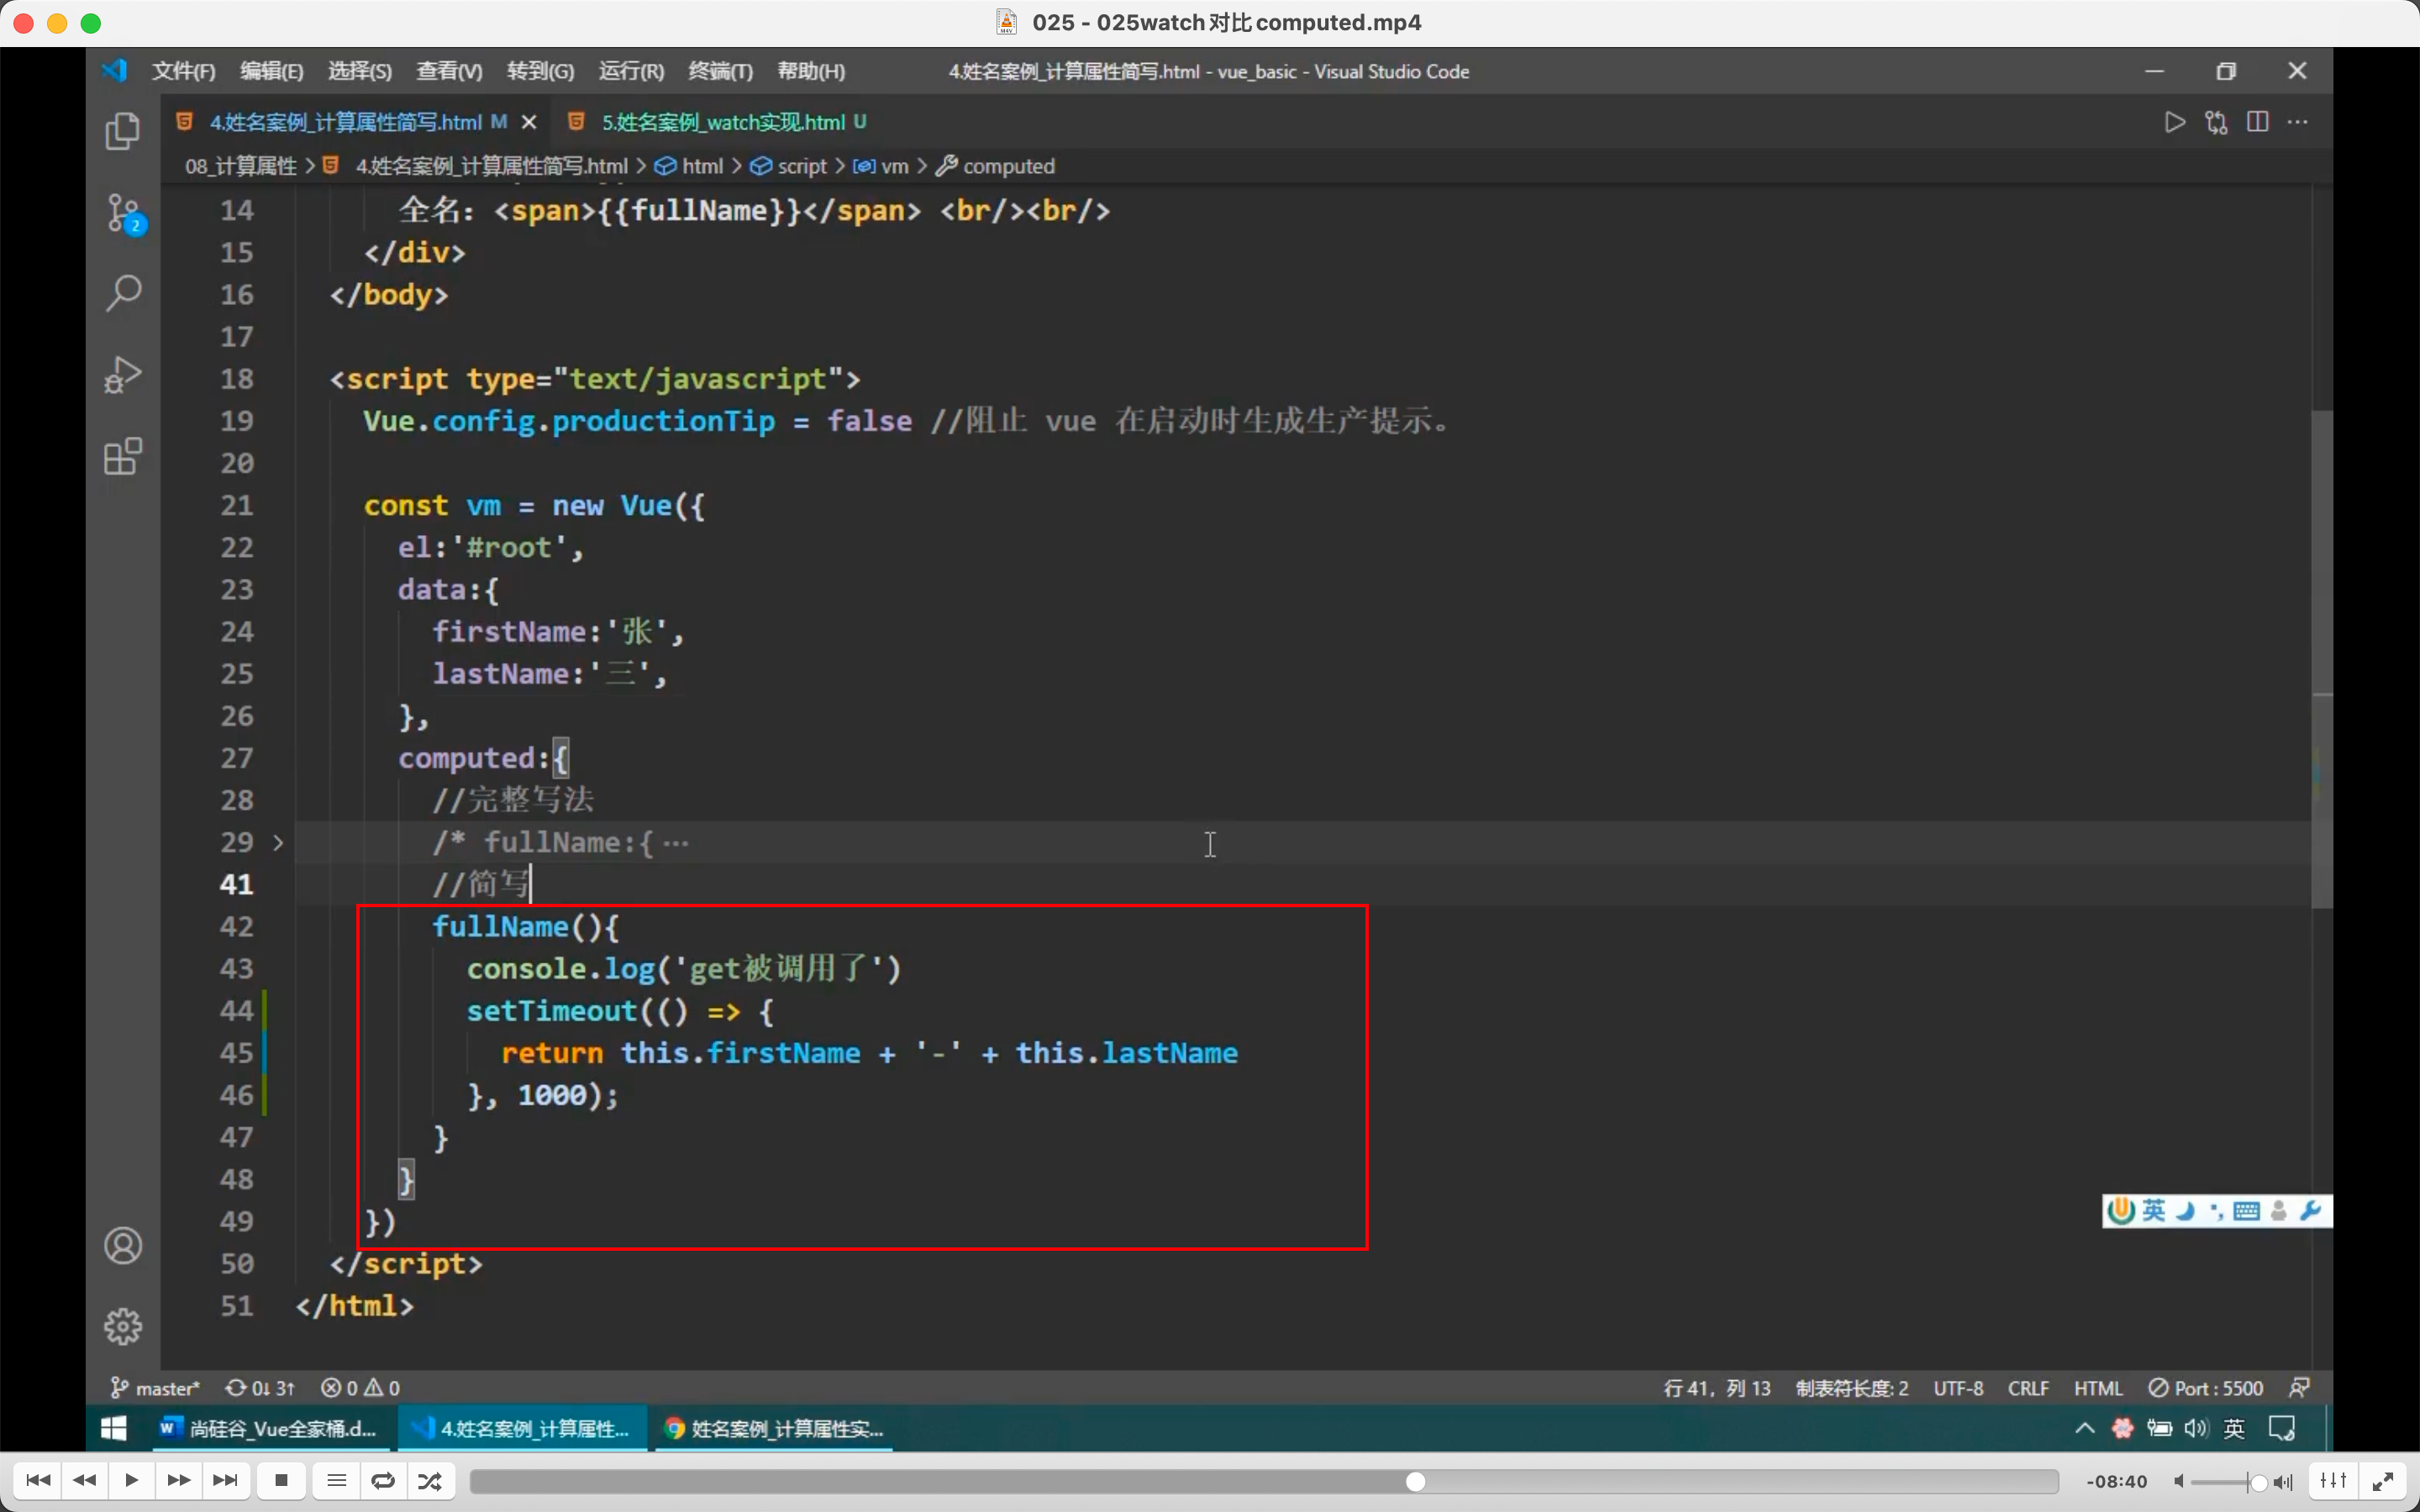 025 - 025watch对比computed.mp4
文件(F) 编辑(E) 选择(S) 查看(V) 转到(G) 运行(R) 终端(T) 帮助(H) 4.姓名案例_计算属性简写.html - vue_basic - Visual Studio Code
4.姓名案例_计算属性简写.html M 5.姓名案例_watch实现.html U
08_计算属性 > 4.姓名案例_计算属性简写.html > html > script > vm > computed
14 全名：<span>{{fullName}}</span> <br/><br/>
15 </div>
16 </body>
17
18 <script type="text/javascript">
19 Vue.config.productionTip = false //阻止 vue 在启动时生成生产提示。
20
21 const vm = new Vue({
22 el:'#root',
23 data:{
24 firstName:'张',
25 lastName:'三',
26 },
27 computed:{
28 //完整写法
29 /* fullName:{ ···
41 //简写
42 fullName(){
43 console.log('get被调用了')
44 setTimeout(() => {
45 return this.firstName + '-' + this.lastName
46 }, 1000);
47 }
48 }
49 })
50 </script>
51 </html>
2
英
master* 0↓ 3↑ 0 0 行 41，列 13 制表符长度: 2 UTF-8 CRLF HTML Port : 5500
尚硅谷_Vue全家桶.d... 4.姓名案例_计算属性... 姓名案例_计算属性实... 英
-08:40